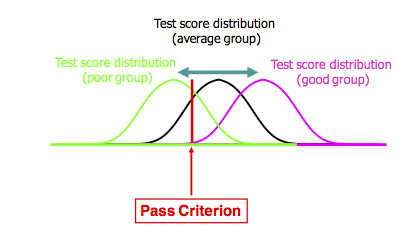 Test score distribution
(average group)
Test score distribution
(poor group)
Test score distribution
(good group)
Pass Criterion